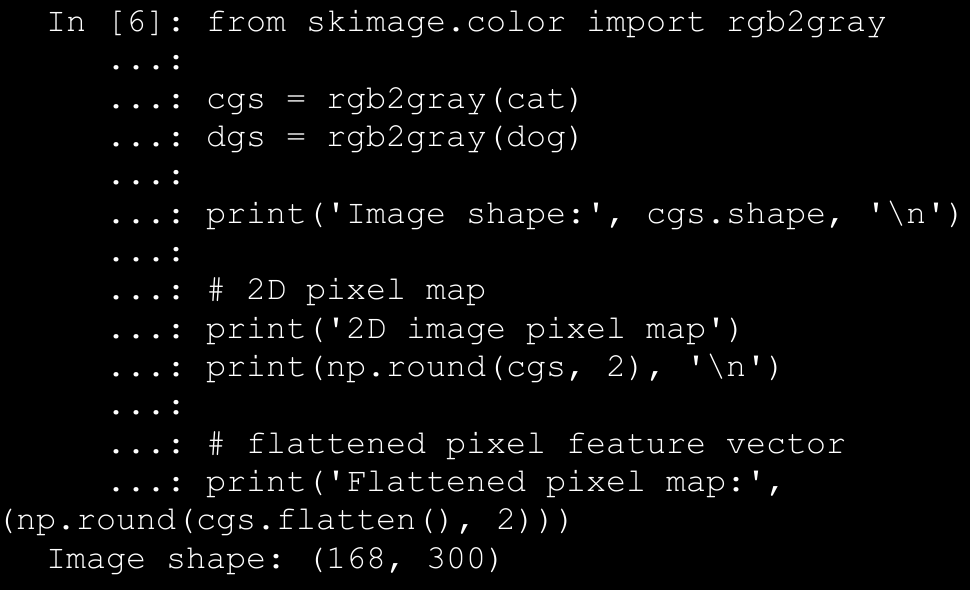 In [6]: from skimage.color import rgb2gray
...:
...: cgs = rgb2gray(cat)
...: dgs = rgb2gray(dog)
...:
...: print('Image shape:', cgs.shape, '\n')
...:
...: # 2D pixel map
...: print('2D image pixel map')
...: print(np.round(cgs, 2), '\n')
...:
...: # flattened pixel feature vector
...: print('Flattened pixel map:',
(np.round(cgs.flatten(), 2)))
Image shape: (168, 300)